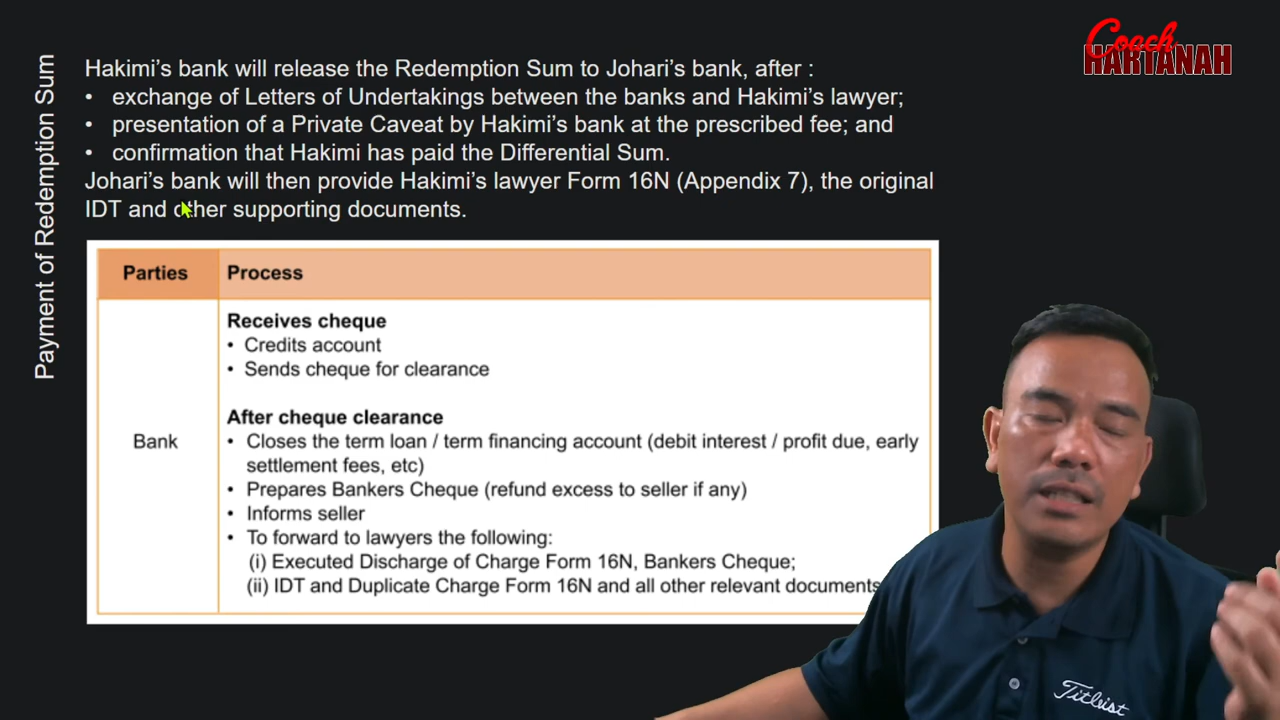 Coach
HARTANAH
Payment of Redemption Sum
Hakimi's bank will release the Redemption Sum to Johari's bank, after :
• exchange of Letters of Undertakings between the banks and Hakimi's lawyer;
• presentation of a Private Caveat by Hakimi's bank at the prescribed fee; and
• confirmation that Hakimi has paid the Differential Sum.
Johari's bank will then provide Hakimi's lawyer Form 16N (Appendix 7), the original
IDT and other supporting documents.
Parties
Process
Bank
Receives cheque
• Credits account
• Sends cheque for clearance
After cheque clearance
• Closes the term loan / term financing account (debit interest / profit due, early
settlement fees, etc)
• Prepares Bankers Cheque (refund excess to seller if any)
• Informs seller
• To forward to lawyers the following:
(i) Executed Discharge of Charge Form 16N, Bankers Cheque;
(ii) IDT and Duplicate Charge Form 16N and all other relevant documents
Titleist